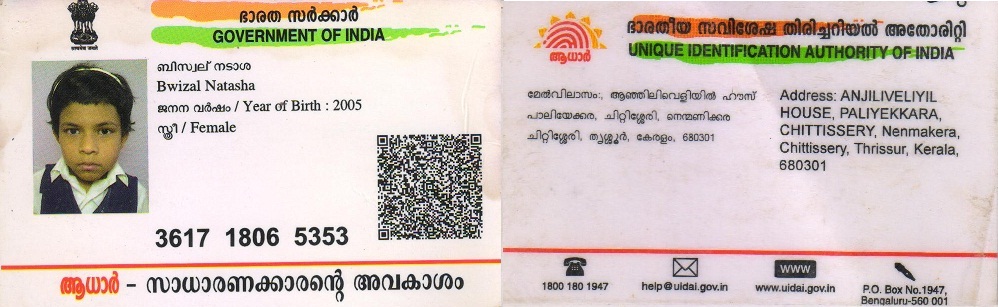 ഭാരത സർക്കാർ
GOVERNMENT OF INDIA
ബിസ്വല് നടാശ
Bwizal Natasha
ജനന വർഷം / Year of Birth : 2005
സ്ത്രീ / Female
3617 1806 5353
ആധാർ - സാധാരണക്കാരന്റെ അവകാശം
ഭാരതീയ സവിശേഷ തിരിച്ചറിയൽ അതോരിറ്റി
UNIQUE IDENTIFICATION AUTHORITY OF INDIA
ആധാർ
മേൽവിലാസം:, ആഞ്ഞിലിവെളിയിൽ ഹൗസ്
പാലിയേക്കര, ചിറ്റിശ്ശേരി, നെന്മണിക്കര
ചിറ്റിശ്ശേരി, തൃശ്ശൂർ, കേരളം, 680301
Address: ANJILIVELIYIL
HOUSE, PALIYEKKARA,
CHITTISSERY, Nenmakera,
Chittissery, Thrissur, Kerala,
680301
1800 180 1947
help@uidai.gov.in
WWW
www.uidai.gov.in
P.O. Box No.1947,
Bengaluru-560 001